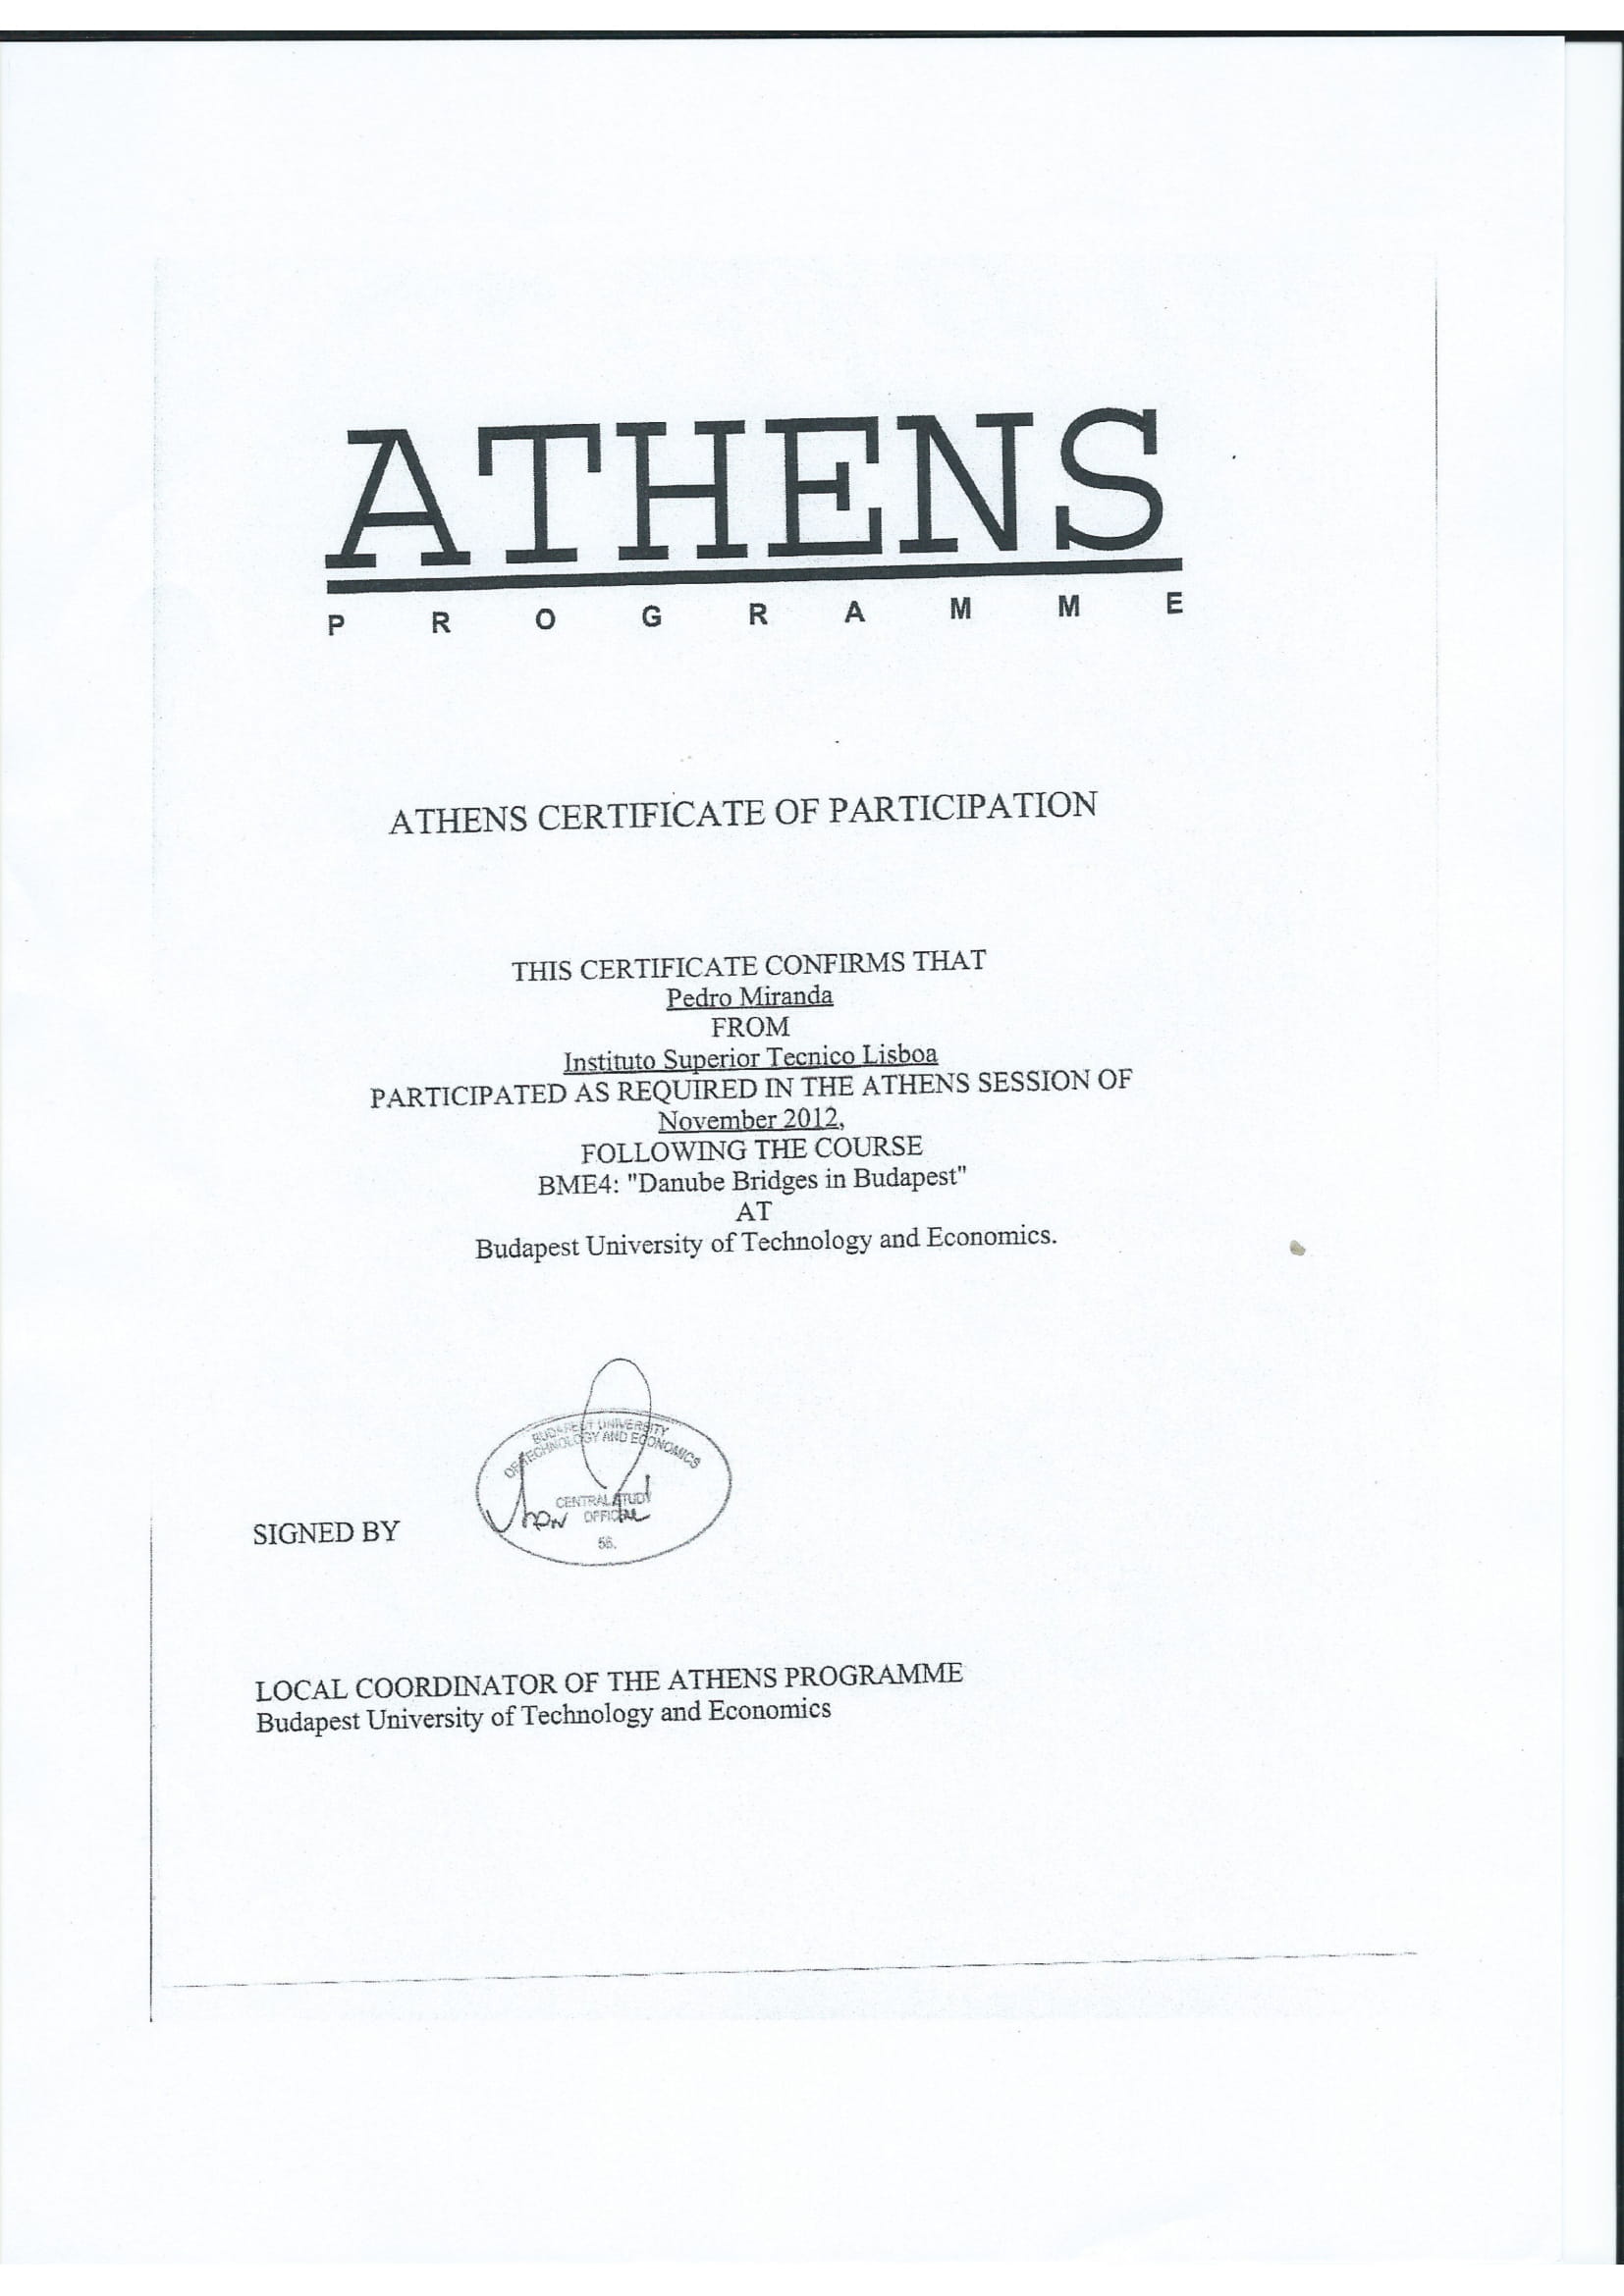 ATHENS
PROGRAMME
ATHENS CERTIFICATE OF PARTICIPATION
THIS CERTIFICATE CONFIRMS THAT
Pedro Miranda
FROM
Instituto Superior Tecnico Lisboa
PARTICIPATED AS REQUIRED IN THE ATHENS SESSION OF
November 2012,
FOLLOWING THE COURSE
BME4: "Danube Bridges in Budapest"
AT
Budapest University of Technology and Economics.
BUDAPEST UNIVERSITY
OF TECHNOLOGY AND ECONOMICS
CENTRAL STUDY
OFFICE
56.
SIGNED BY
LOCAL COORDINATOR OF THE ATHENS PROGRAMME
Budapest University of Technology and Economics